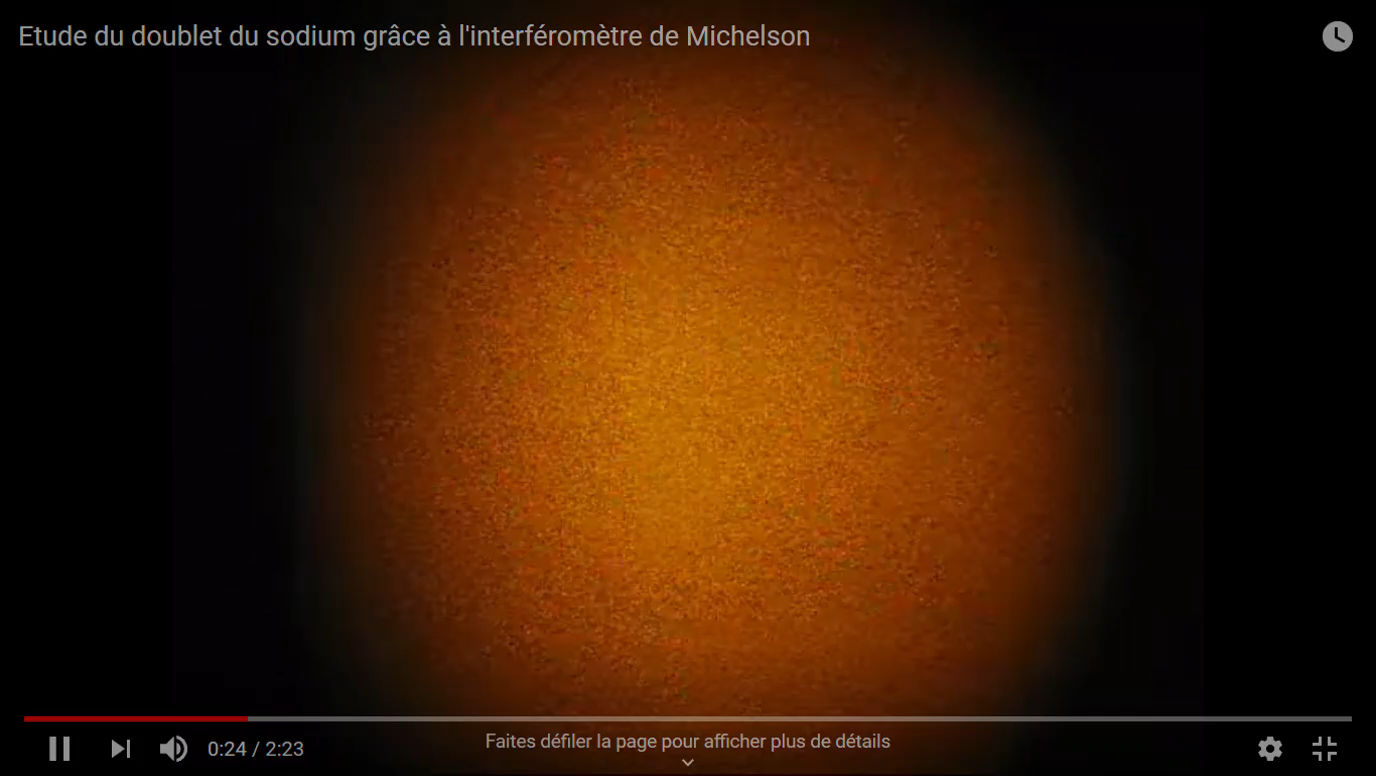 Etude du doublet du sodium grâce à l'interféromètre de Michelson
Faites défiler la page pour afficher plus de détails
0:24 / 2:23